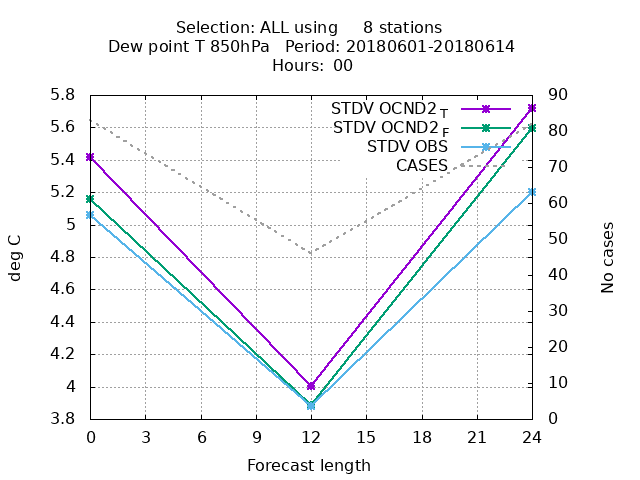 Selection: ALL using     8 stations
Dew point T 850hPa   Period: 20180601-20180614
Hours:  00
STDV OCND2_T
STDV OCND2_F
STDV OBS
CASES
5.8
5.6
5.4
5.2
5
4.8
4.6
4.4
4.2
4
3.8
deg C
90
80
70
60
50
40
30
20
10
0
No cases
0 3 6 9 12 15 18 21 24
Forecast length